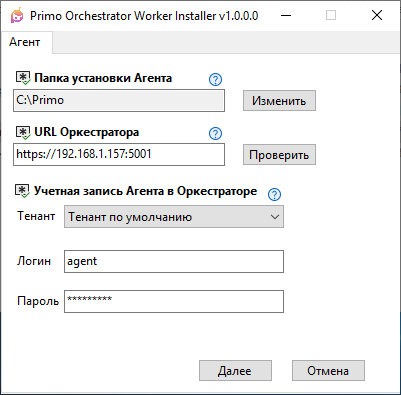 Primo Orchestrator Worker Installer v1.0.0.0
Агент
Папка установки Агента
C:\Primo
Изменить
URL Оркестратора
https://192.168.1.157:5001
Проверить
Учетная запись Агента в Оркестраторе
Тенант Тенант по умолчанию
Логин agent
Пароль *********
Далее Отмена